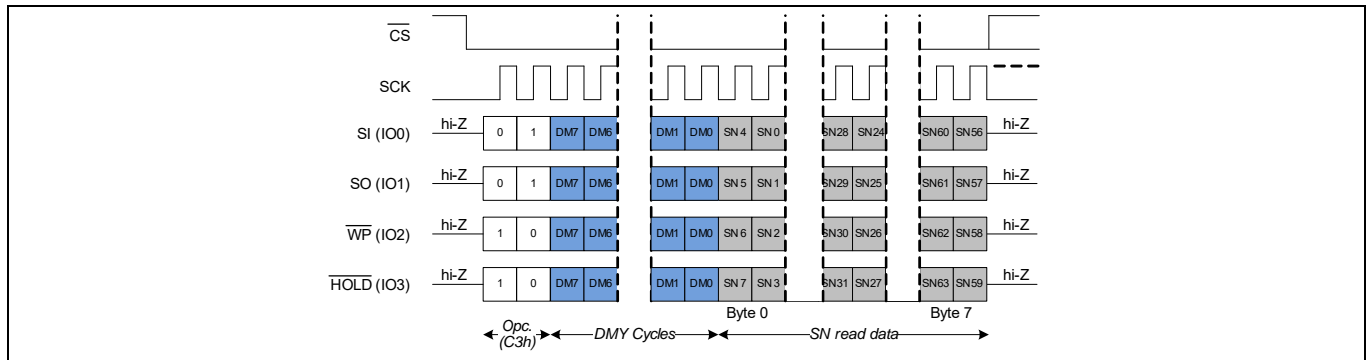 CS
SCK
SI (IO0) hi-Z 0 1 DM7 DM6 DM1 DM0 SN 4 SN 0 SN28 SN24 SN60 SN56 hi-Z
SO (IO1) hi-Z 0 1 DM7 DM6 DM1 DM0 SN 5 SN 1 SN29 SN25 SN61 SN57 hi-Z
WP (IO2) hi-Z 1 0 DM7 DM6 DM1 DM0 SN 6 SN 2 SN30 SN26 SN62 SN58 hi-Z
HOLD (IO3) hi-Z 1 0 DM7 DM6 DM1 DM0 SN 7 SN 3 SN31 SN27 SN63 SN59 hi-Z
Byte 0 Byte 7
Opc. DMY Cycles SN read data
(C3h)